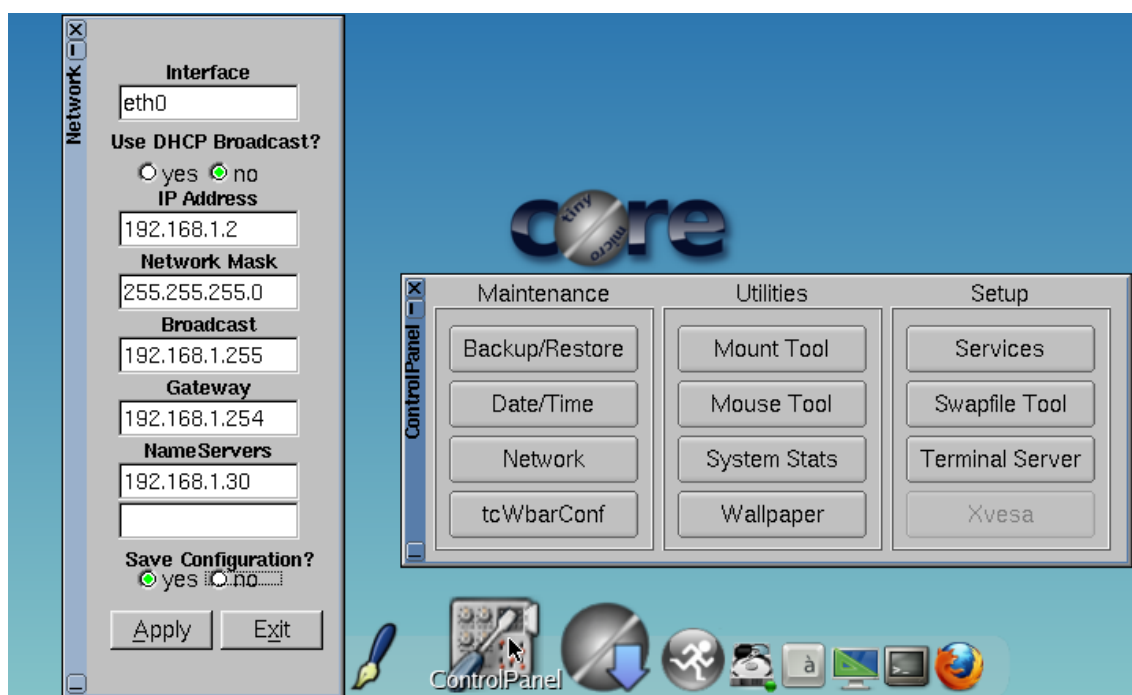 Network
Interface
eth0
Use DHCP Broadcast?
yes no
IP Address
192.168.1.2
Network Mask
255.255.255.0
Broadcast
192.168.1.255
Gateway
192.168.1.254
NameServers
192.168.1.30
Save Configuration?
yes no
Apply Exit
core
tiny
micro
ControlPanel
Maintenance Utilities Setup
Backup/Restore Mount Tool Services
Date/Time Mouse Tool Swapfile Tool
Network System Stats Terminal Server
tcWbarConf Wallpaper Xvesa
ControlPanel
à
>_